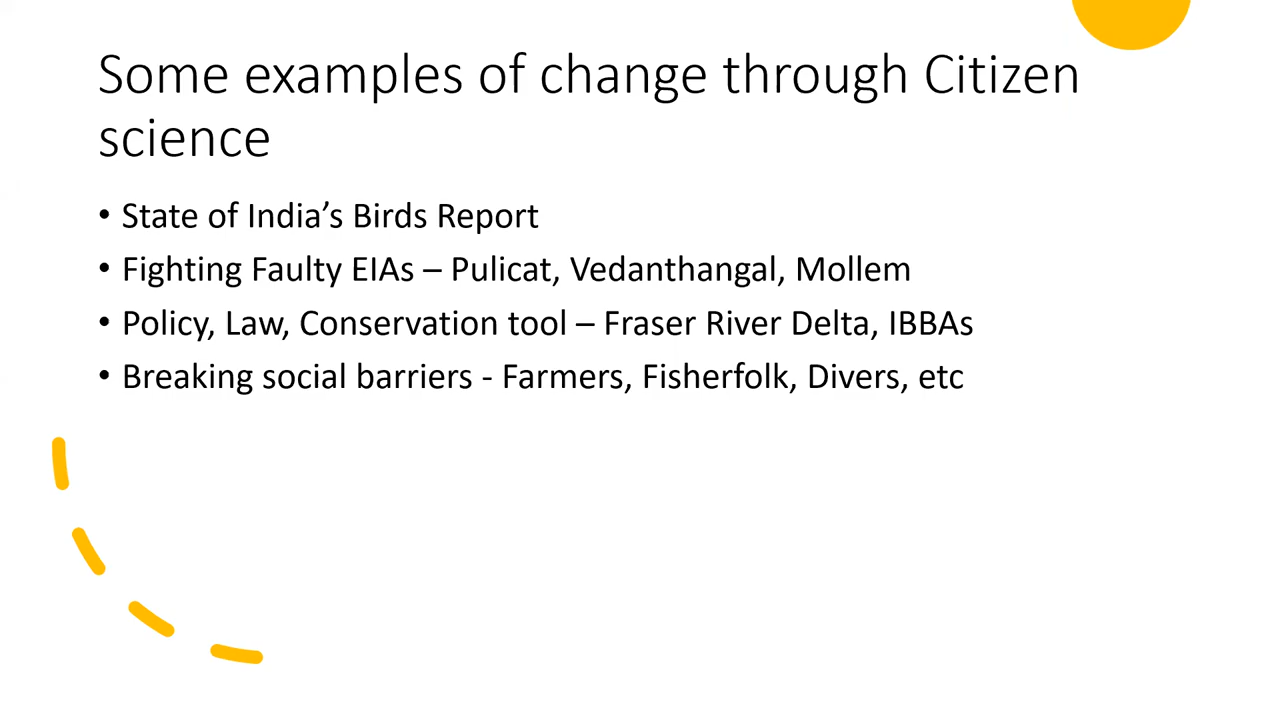 Some examples of change through Citizen
science
• State of India’s Birds Report
• Fighting Faulty EIAs – Pulicat, Vedanthangal, Mollem
• Policy, Law, Conservation tool – Fraser River Delta, IBBAs
• Breaking social barriers - Farmers, Fisherfolk, Divers, etc